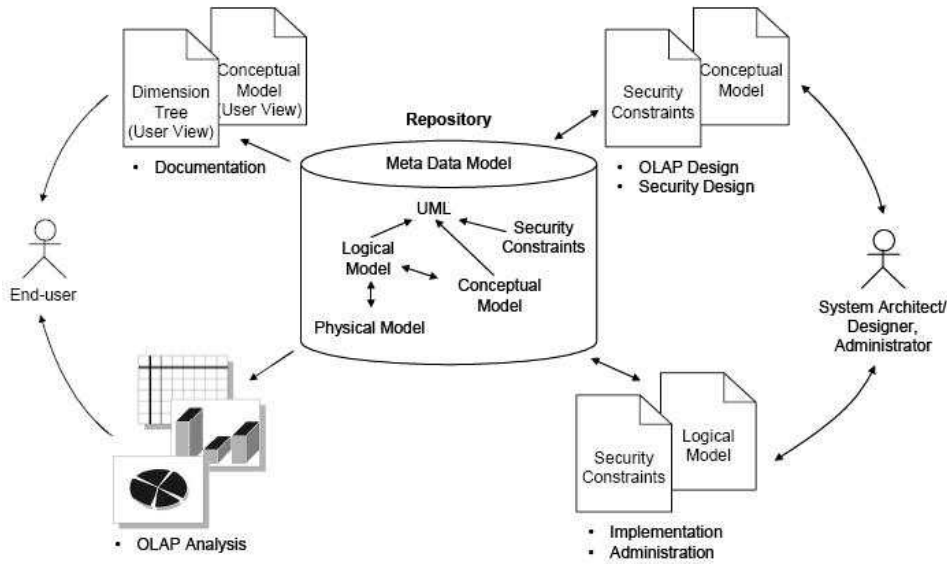 Dimension
Tree
(User View)
Conceptual
Model
(User View)
• Documentation
Repository
Meta Data Model
UML
Security
Constraints
Logical
Model
Conceptual
Model
Physical Model
Security
Constraints
Conceptual
Model
• OLAP Design
• Security Design
End-user
System Architect/
Designer,
Administrator
• OLAP Analysis
Security
Constraints
Logical
Model
• Implementation
• Administration